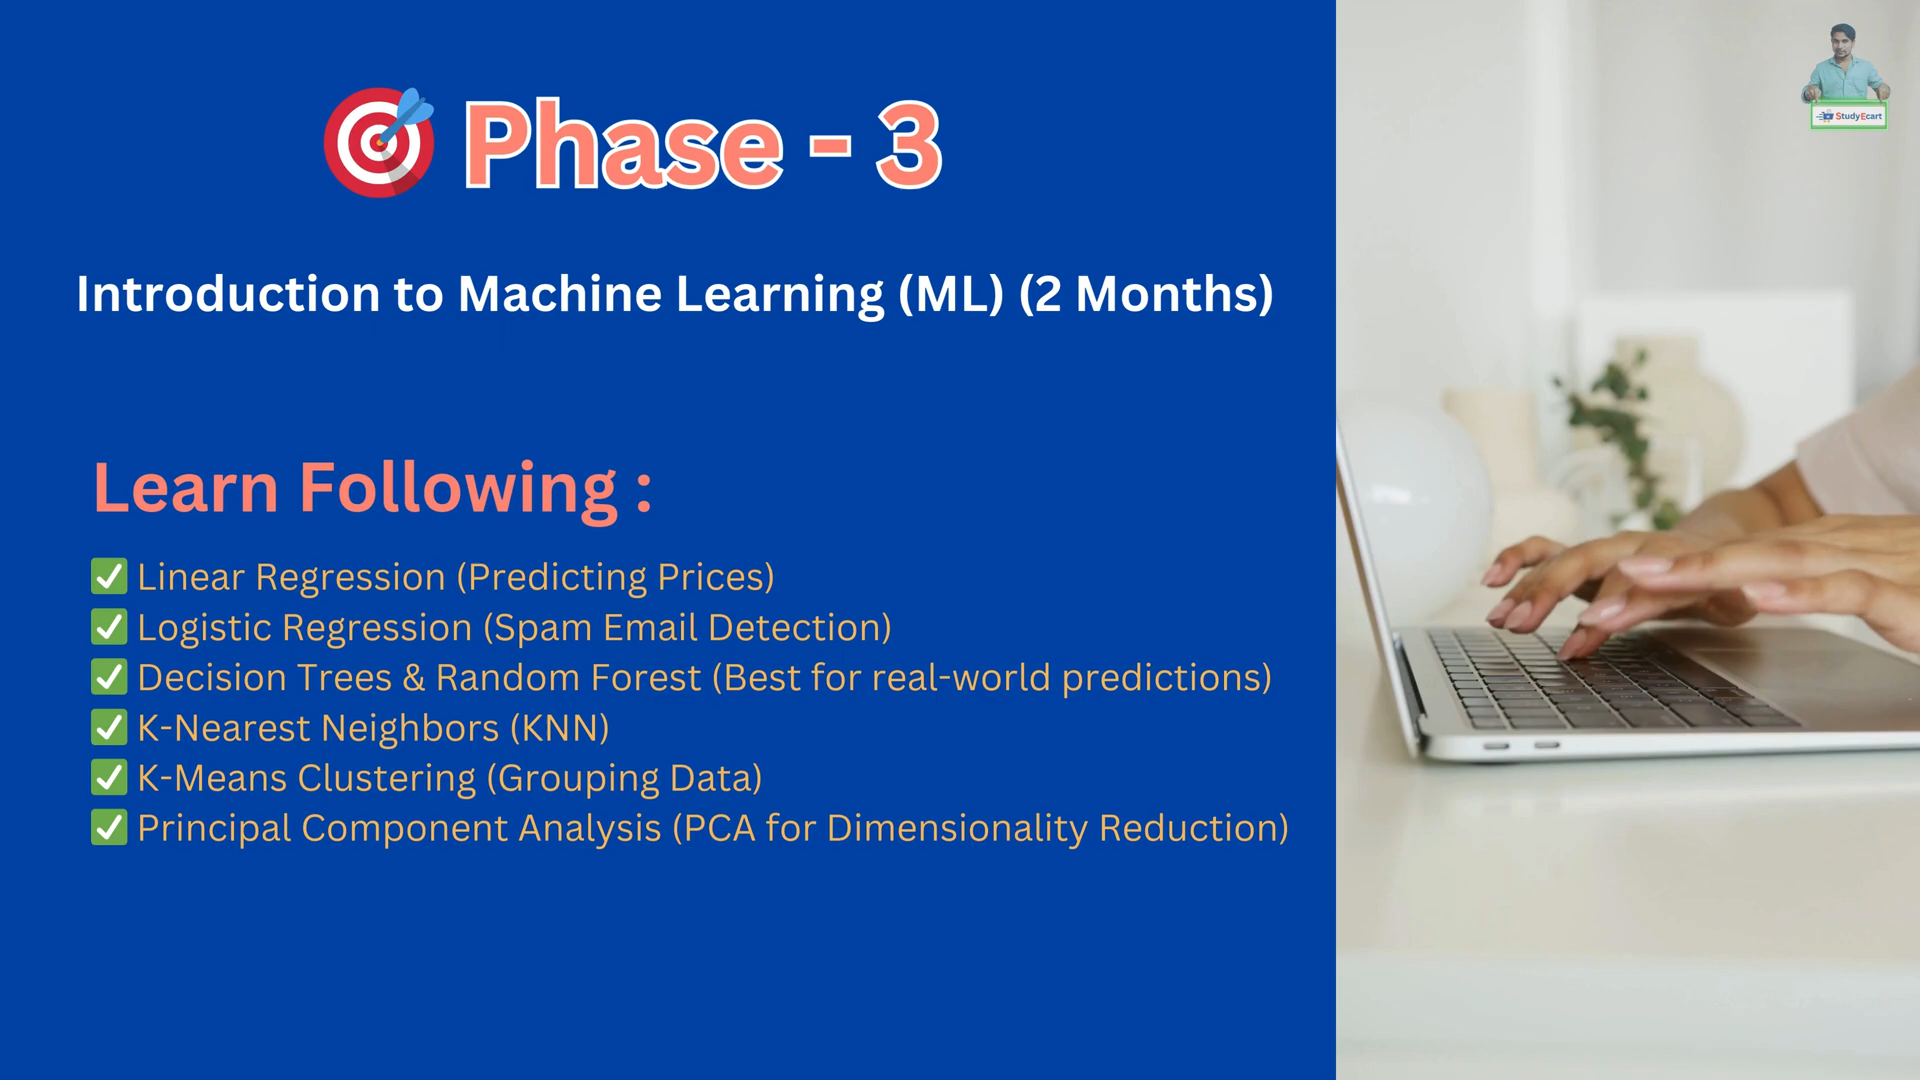 StudyEcart
🎯 Phase - 3
Introduction to Machine Learning (ML) (2 Months)
Learn Following :
✅ Linear Regression (Predicting Prices)
✅ Logistic Regression (Spam Email Detection)
✅ Decision Trees & Random Forest (Best for real-world predictions)
✅ K-Nearest Neighbors (KNN)
✅ K-Means Clustering (Grouping Data)
✅ Principal Component Analysis (PCA for Dimensionality Reduction)